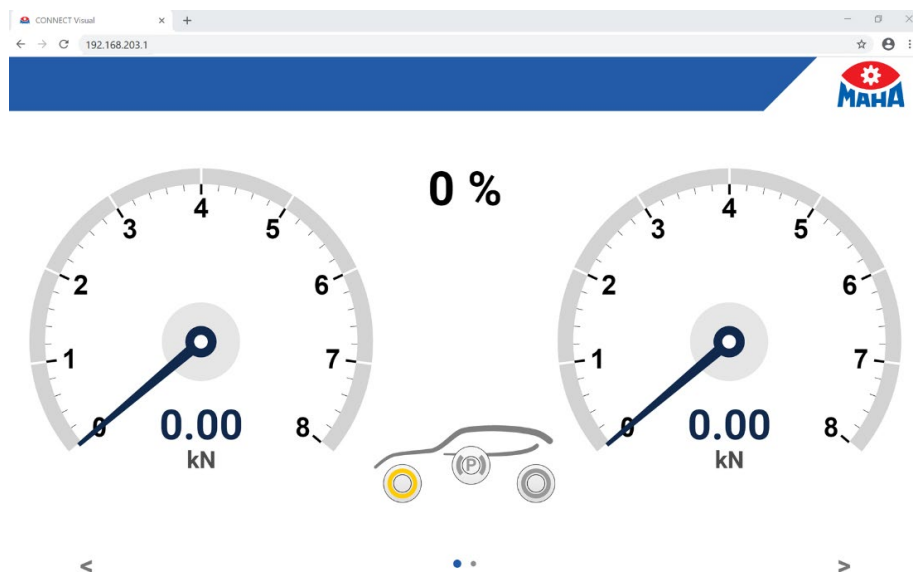 CONNECT Visual
192.168.203.1
MAHA
0 %
0 1 2 3 4 5 6 7 8
0.00
kN
0 1 2 3 4 5 6 7 8
0.00
kN
P
< >